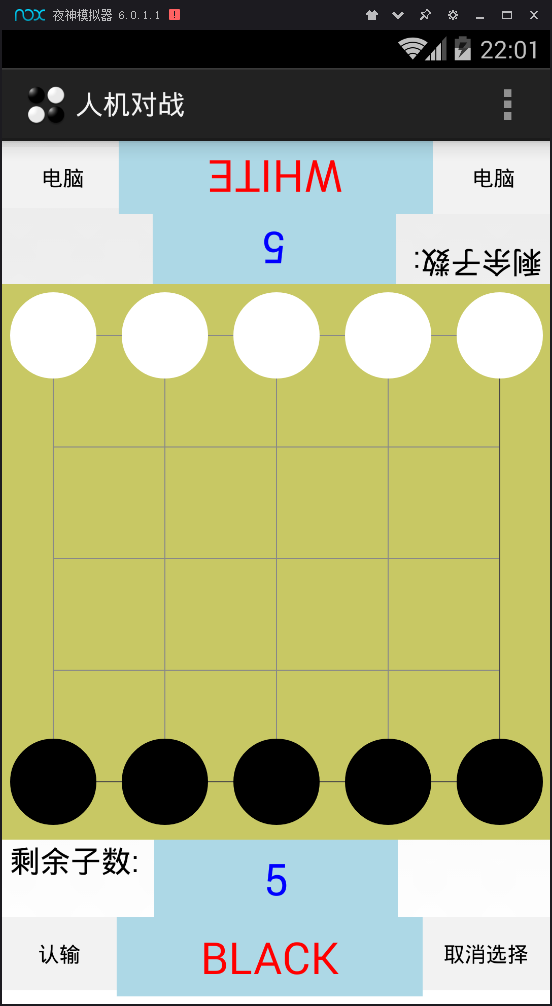 nox 夜神模拟器 6.0.1.1
22:01
人机对战
电脑 WHITE 电脑
5
剩余子数:
剩余子数:
5
认输 BLACK 取消选择